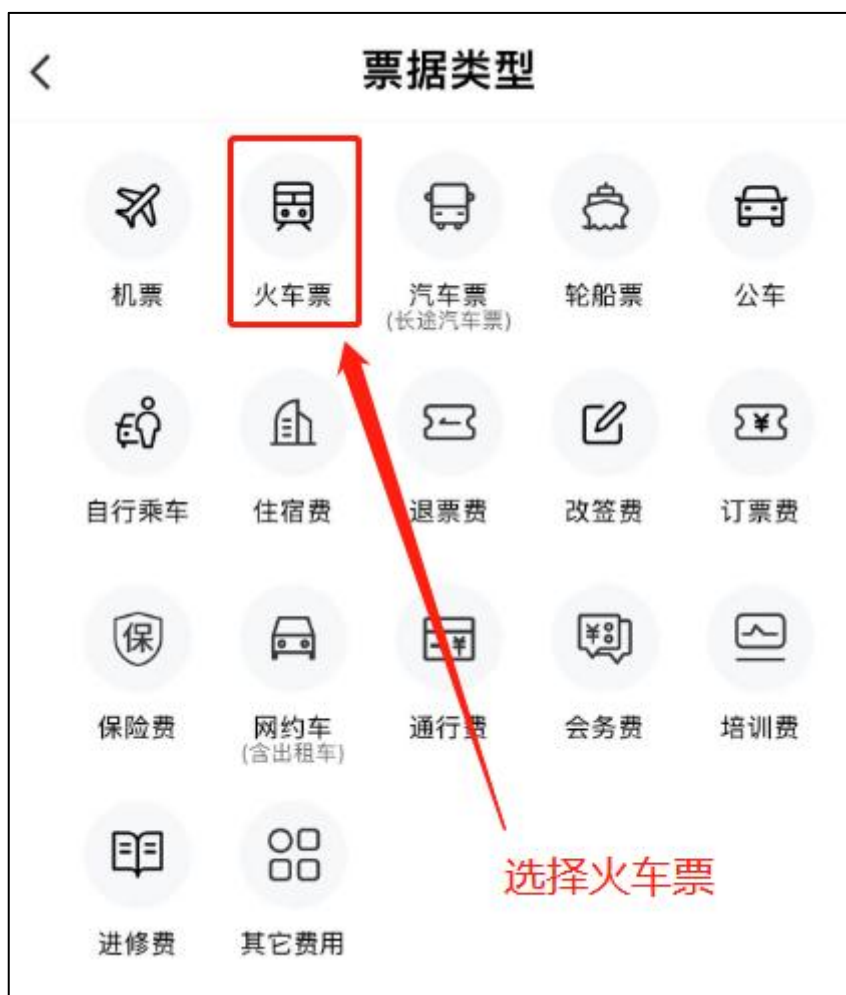 票据类型
机票 火车票 汽车票 轮船票 公车
(长途汽车票)
自行乘车 住宿费 退票费 改签费 订票费
保
保险费 网约车 通行费 会务费 培训费
(含出租车)
选择火车票
进修费 其它费用